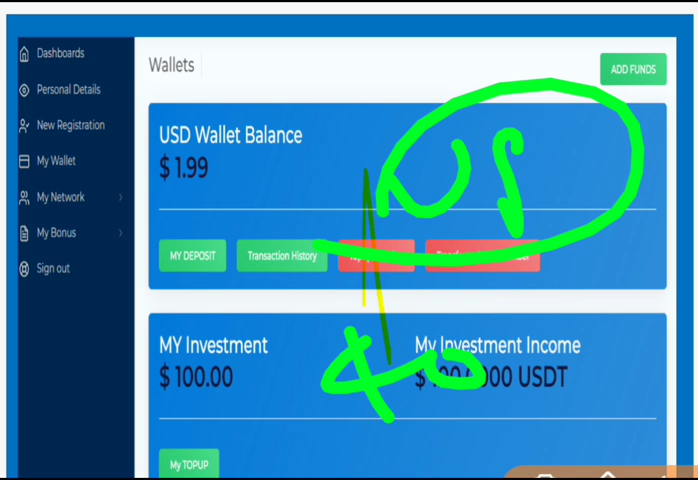 Dashboards
Personal Details
New Registration
My Wallet
My Network
My Bonus
Sign out
Wallets
ADD FUNDS
USD Wallet Balance
$ 1.99
MY DEPOSIT
Transaction History
MY Investment
$ 100.00
My Investment Income
USDT
My TOPUP
40